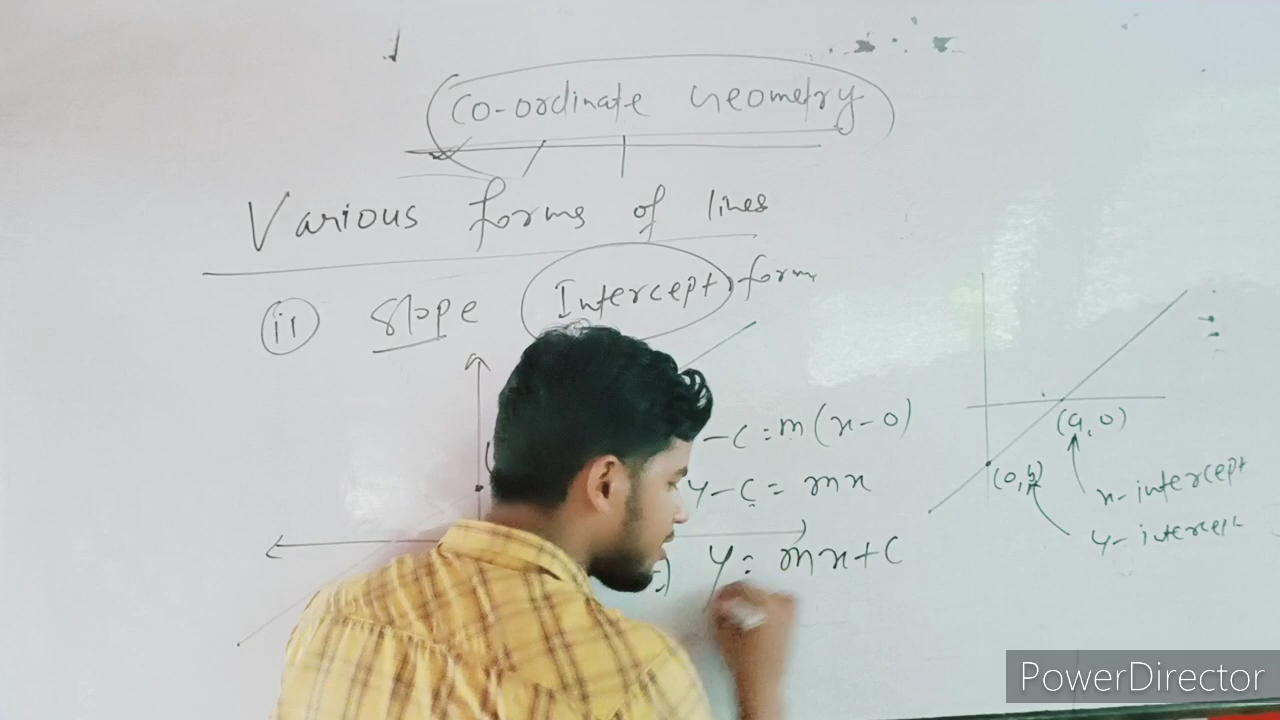 Co-ordinate Geometry
Various forms of lines
ii Slope Intercept form
-c = m(x-0)
y-c = mx
y = mx+c
(a,0)
(0,b)
x-intercept
y-intercept
PowerDirector